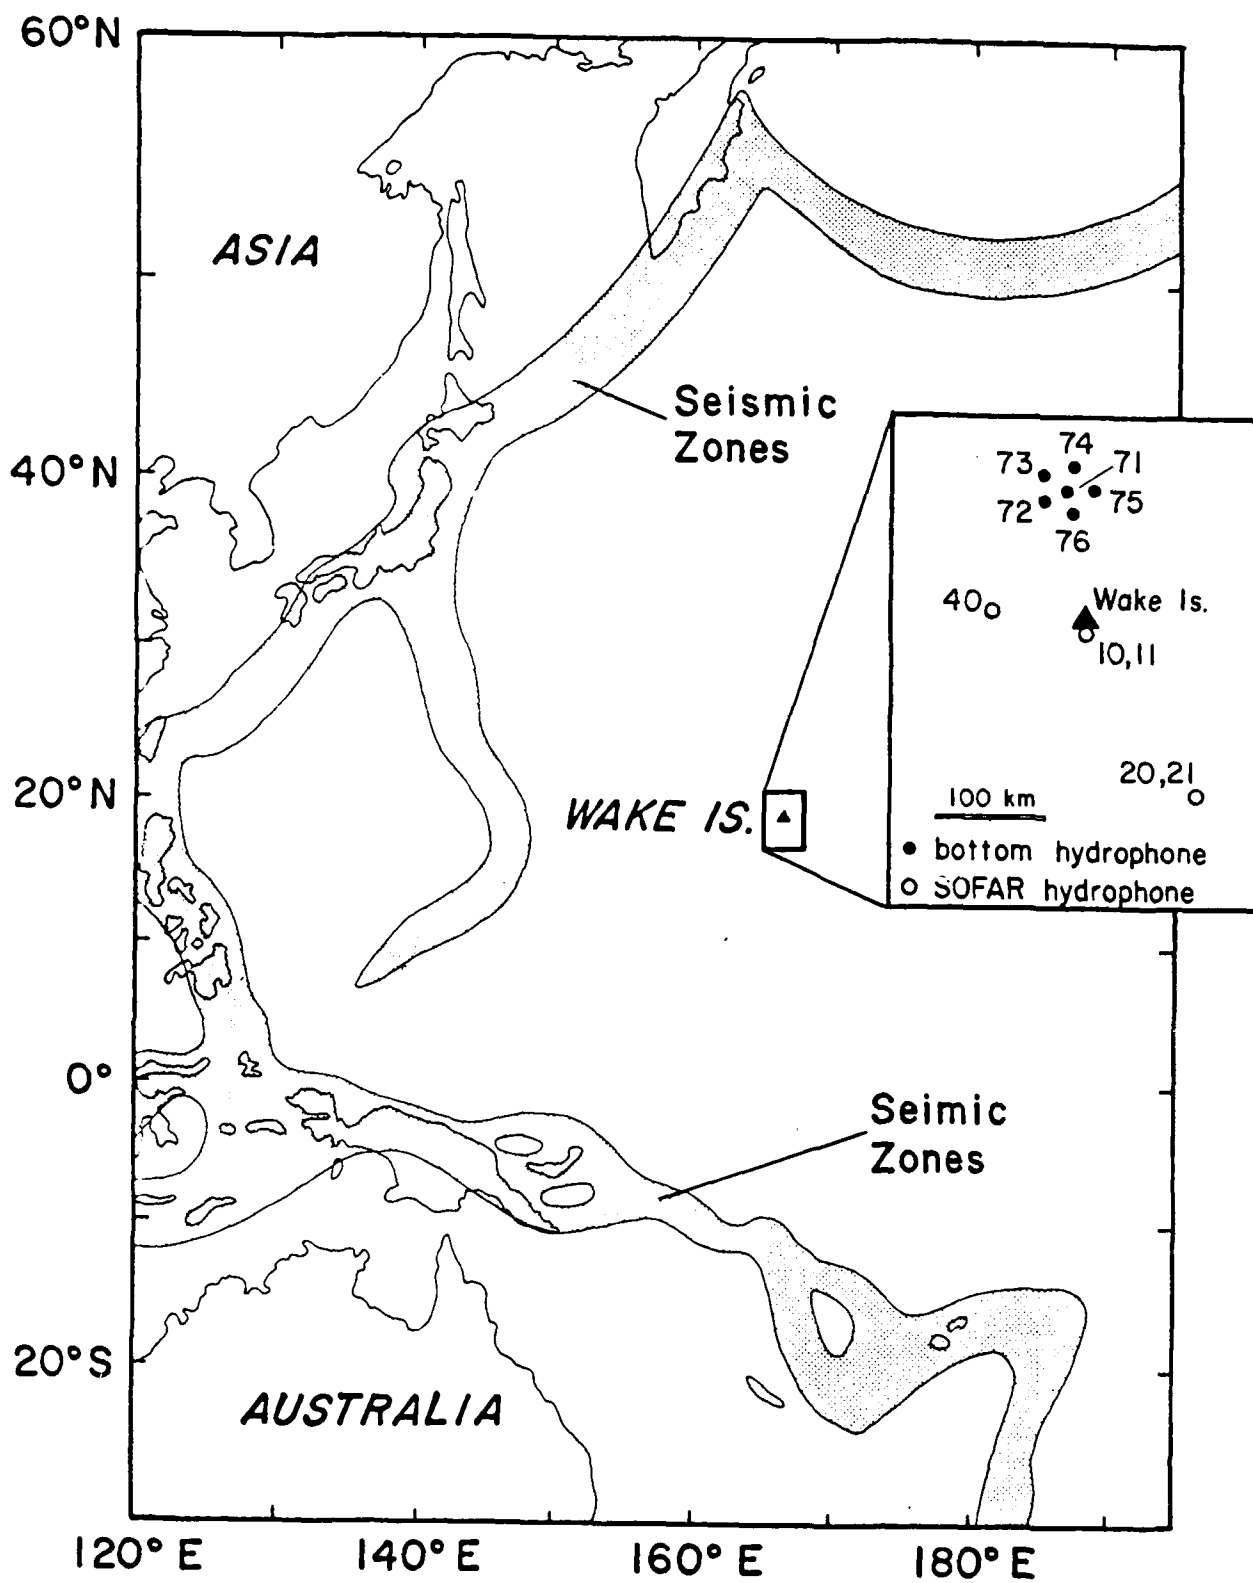 60°N
ASIA
Seismic
Zones
40°N
74
73
71
72
75
76
40
Wake Is.
10,11
20,21
20°N
WAKE IS.
100 km
bottom hydrophone
SOFAR hydrophone
0°
Seimic
Zones
20°S
AUSTRALIA
120°E
140°E
160°E
180°E